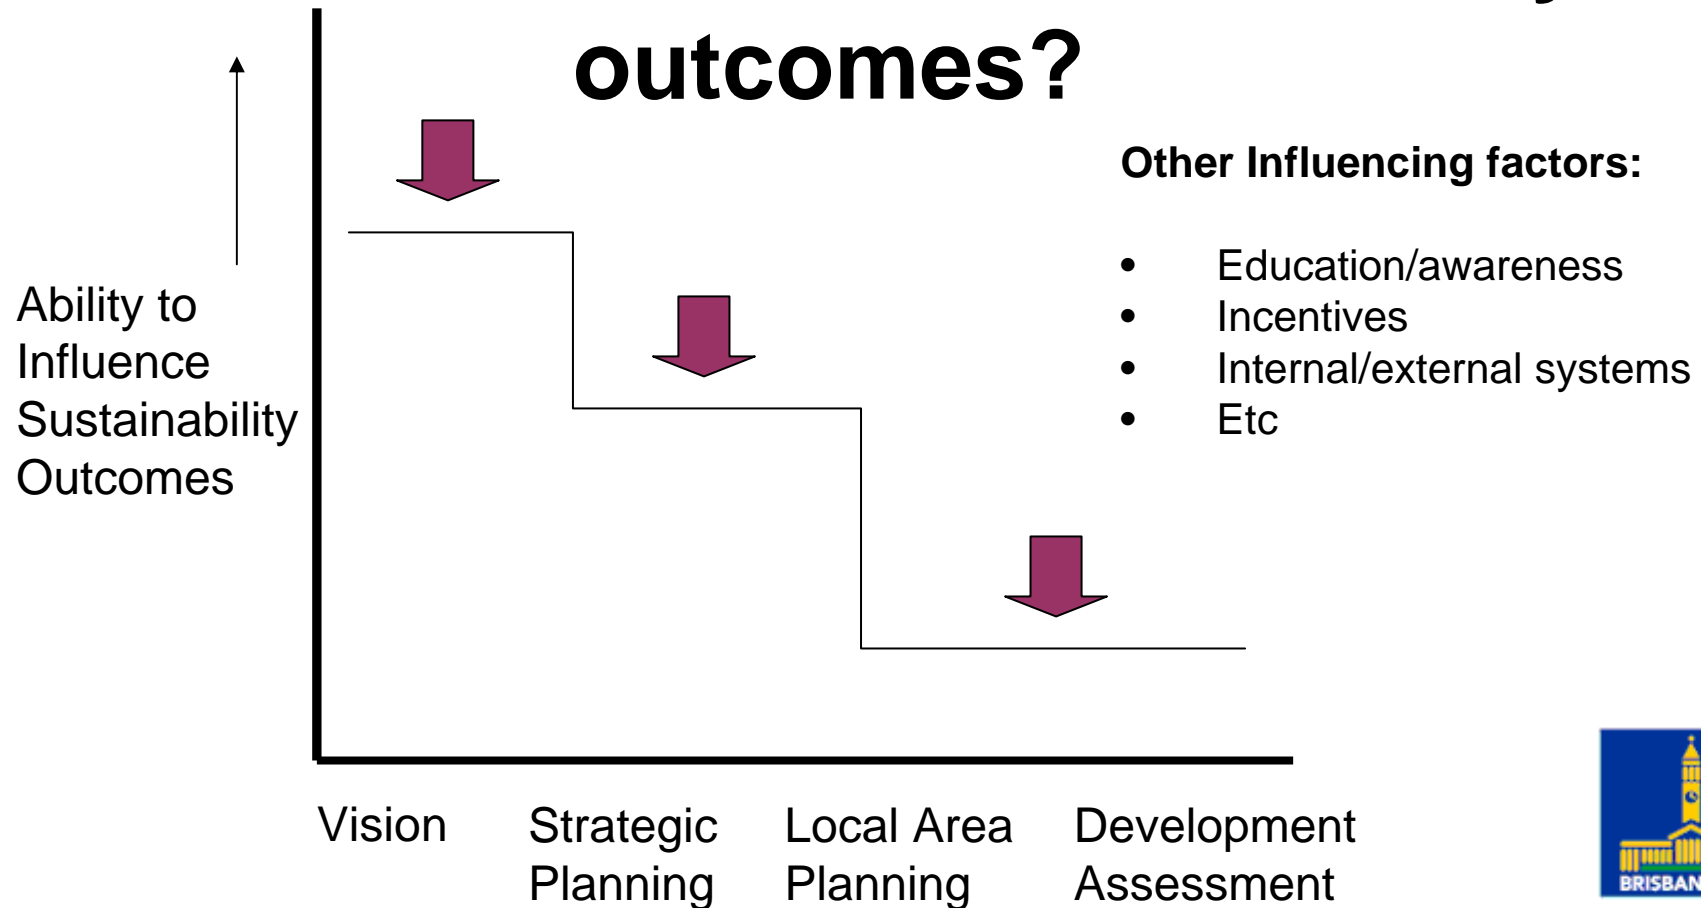 outcomes?
Other Influencing factors:
• Education/awareness
• Incentives
• Internal/external systems
• Etc
Ability to
Influence
Sustainability
Outcomes
Vision
Strategic
Planning
Local Area
Planning
Development
Assessment